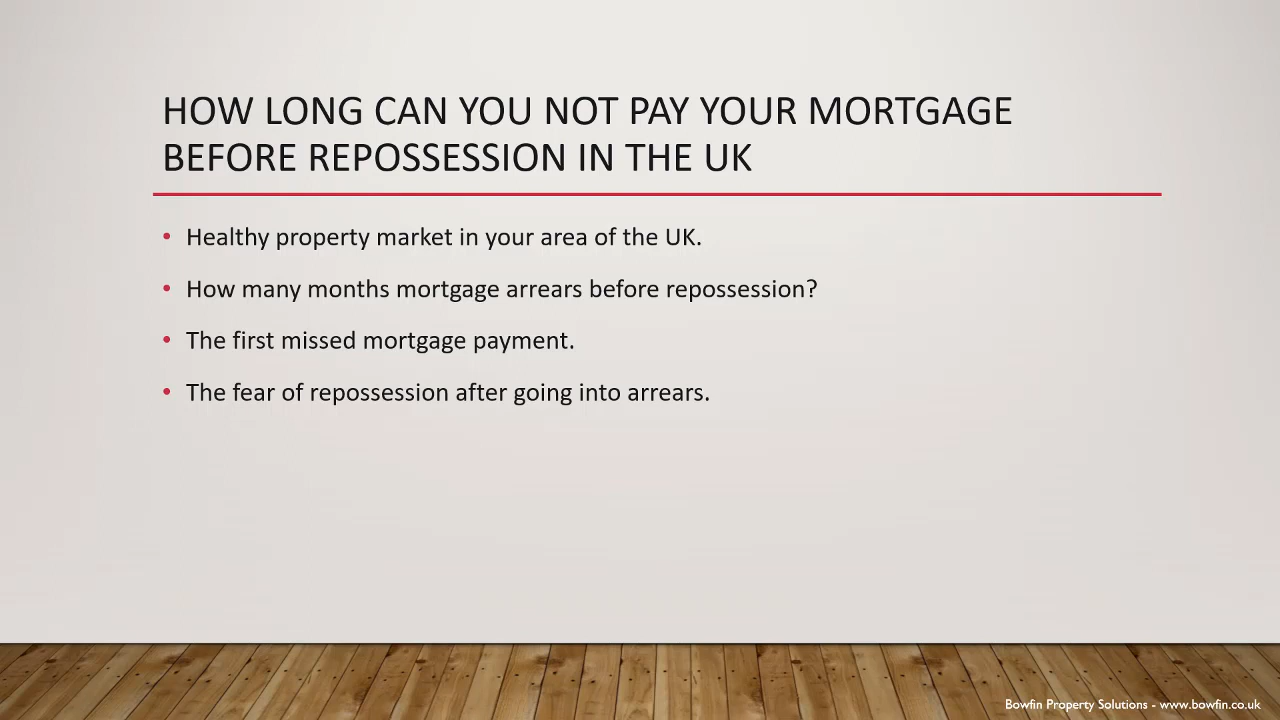 HOW LONG CAN YOU NOT PAY YOUR MORTGAGE
BEFORE REPOSSESSION IN THE UK
• Healthy property market in your area of the UK.
• How many months mortgage arrears before repossession?
• The first missed mortgage payment.
• The fear of repossession after going into arrears.
Bowfin Property Solutions - www.bowfin.co.uk